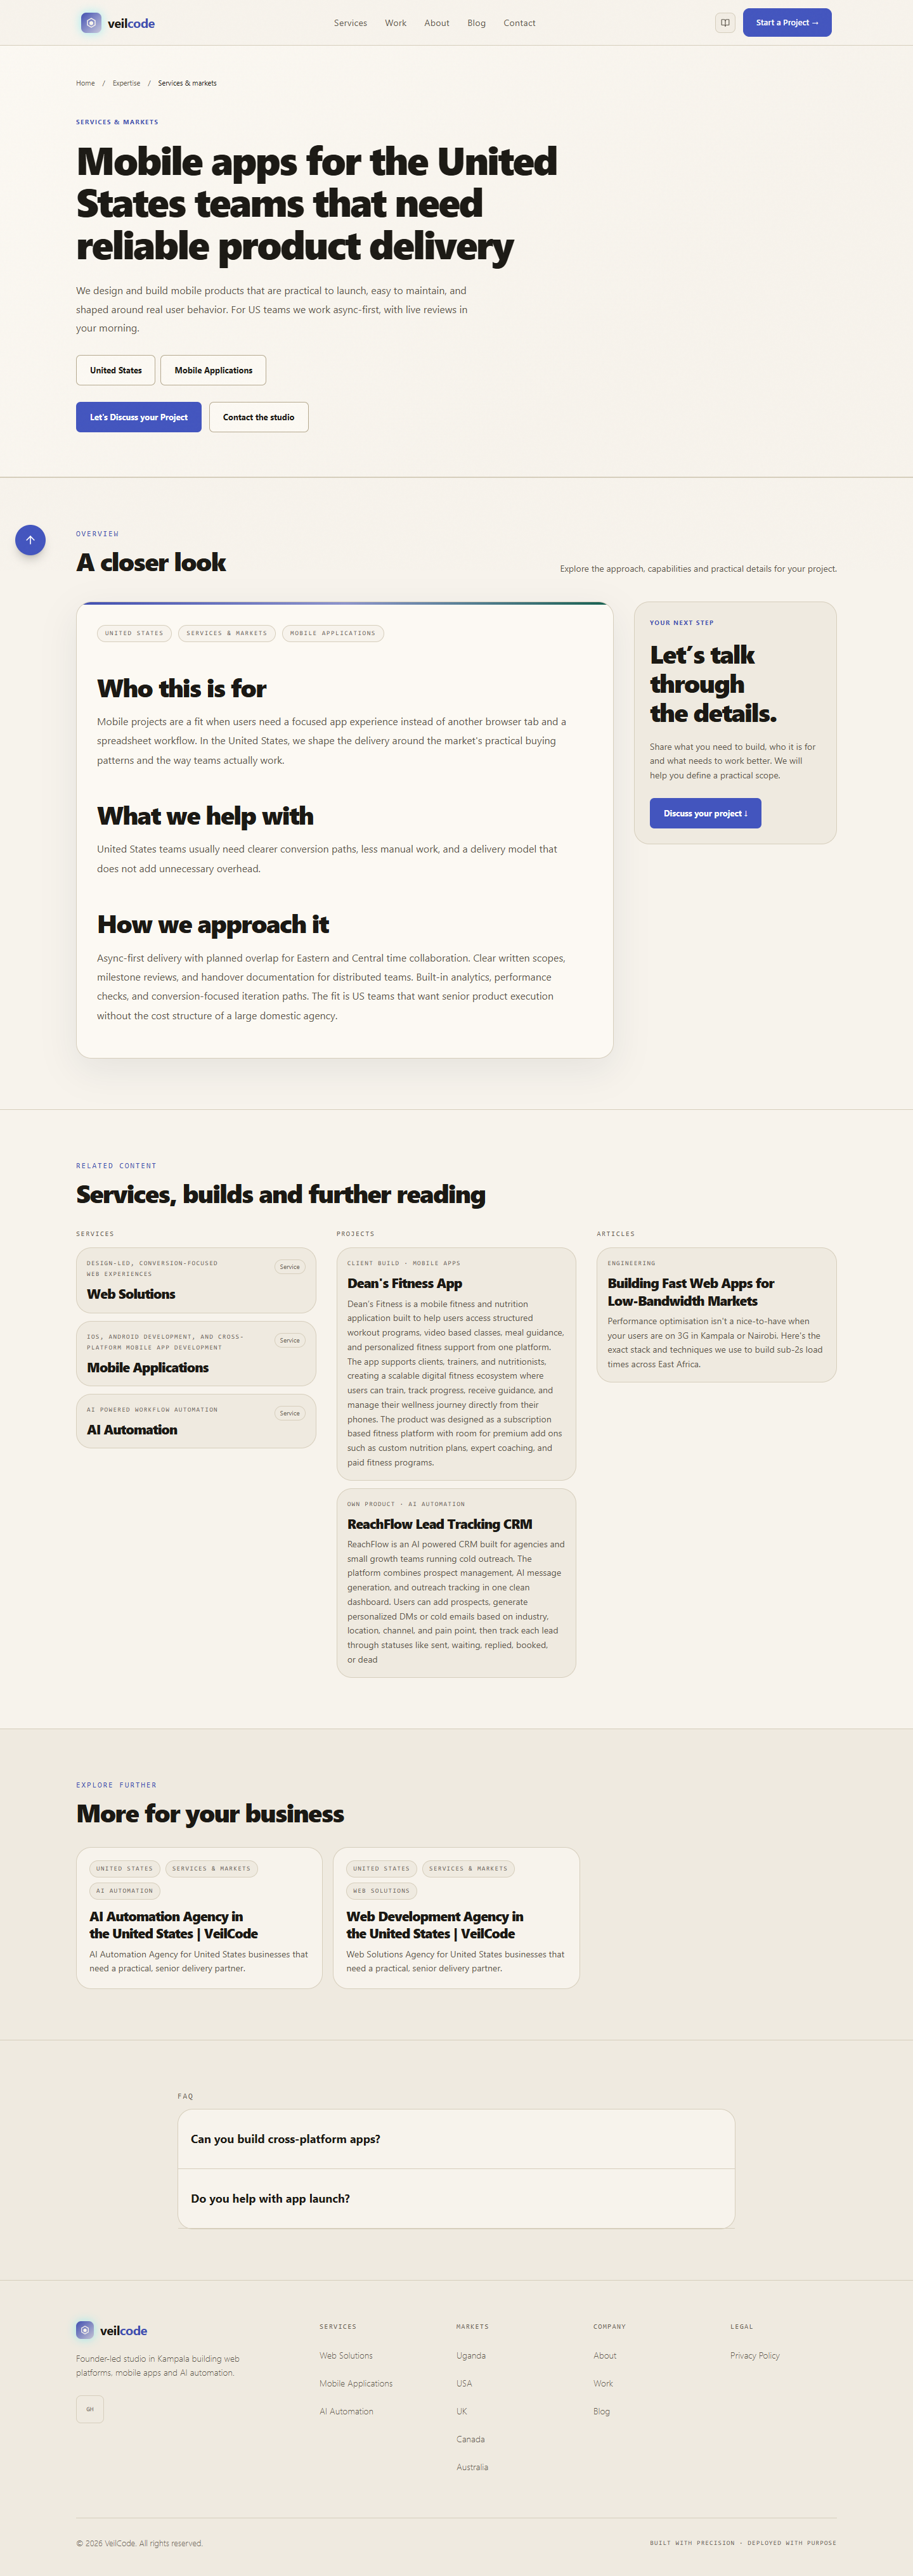 veilcode
Services Work About Blog Contact
Start a Project →
Home / Expertise / Services & markets
SERVICES & MARKETS
Mobile apps for the United
States teams that need
reliable product delivery
We design and build mobile products that are practical to launch, easy to maintain, and
shaped around real user behavior. For US teams we work async-first, with live reviews in
your morning.
United States
Mobile Applications
Let's Discuss your Project
Contact the studio
OVERVIEW
A closer look
Explore the approach, capabilities and practical details for your project.
UNITED STATES
SERVICES & MARKETS
MOBILE APPLICATIONS
Who this is for
Mobile projects are a fit when users need a focused app experience instead of another browser tab and a
spreadsheet workflow. In the United States, we shape the delivery around the market's practical buying
patterns and the way teams actually work.
What we help with
United States teams usually need clearer conversion paths, less manual work, and a delivery model that
does not add unnecessary overhead.
How we approach it
Async-first delivery with planned overlap for Eastern and Central time collaboration. Clear written scopes,
milestone reviews, and handover documentation for distributed teams. Built-in analytics, performance
checks, and conversion-focused iteration paths. The fit is US teams that want senior product execution
without the cost structure of a large domestic agency.
YOUR NEXT STEP
Let's talk
through
the details.
Share what you need to build, who it is for
and what needs to work better. We will
help you define a practical scope.
Discuss your project ↓
RELATED CONTENT
Services, builds and further reading
SERVICES
DESIGN-LED, CONVERSION-FOCUSED
WEB EXPERIENCES
Service
Web Solutions
IOS, ANDROID DEVELOPMENT, AND CROSS-
PLATFORM MOBILE APP DEVELOPMENT
Service
Mobile Applications
AI POWERED WORKFLOW AUTOMATION
Service
AI Automation
PROJECTS
CLIENT BUILD · MOBILE APPS
Dean's Fitness App
Dean's Fitness is a mobile fitness and nutrition
application built to help users access structured
workout programs, video based classes, meal guidance,
and personalized fitness support from one platform.
The app supports clients, trainers, and nutritionists,
creating a scalable digital fitness ecosystem where
users can train, track progress, receive guidance, and
manage their wellness journey directly from their
phones. The product was designed as a subscription
based fitness platform with room for premium add ons
such as custom nutrition plans, expert coaching, and
paid fitness programs.
OWN PRODUCT · AI AUTOMATION
ReachFlow Lead Tracking CRM
ReachFlow is an AI powered CRM built for agencies and
small growth teams running cold outreach. The
platform combines prospect management, AI message
generation, and outreach tracking in one clean
dashboard. Users can add prospects, generate
personalized DMs or cold emails based on industry,
location, channel, and pain point, then track each lead
through statuses like sent, waiting, replied, booked,
or dead
ARTICLES
ENGINEERING
Building Fast Web Apps for
Low-Bandwidth Markets
Performance optimisation isn't a nice-to-have when
your users are on 3G in Kampala or Nairobi. Here's the
exact stack and techniques we use to build sub-2s load
times across East Africa.
EXPLORE FURTHER
More for your business
UNITED STATES
SERVICES & MARKETS
AI AUTOMATION
AI Automation Agency in
the United States | VeilCode
AI Automation Agency for United States businesses that
need a practical, senior delivery partner.
UNITED STATES
SERVICES & MARKETS
WEB SOLUTIONS
Web Development Agency in
the United States | VeilCode
Web Solutions Agency for United States businesses that
need a practical, senior delivery partner.
FAQ
Can you build cross-platform apps?
Do you help with app launch?
veilcode
Founder-led studio in Kampala building web
platforms, mobile apps and AI automation.
GH
SERVICES
Web Solutions
Mobile Applications
AI Automation
MARKETS
Uganda
USA
UK
Canada
Australia
COMPANY
About
Work
Blog
LEGAL
Privacy Policy
© 2026 VeilCode. All rights reserved.
BUILT WITH PRECISION · DEPLOYED WITH PURPOSE